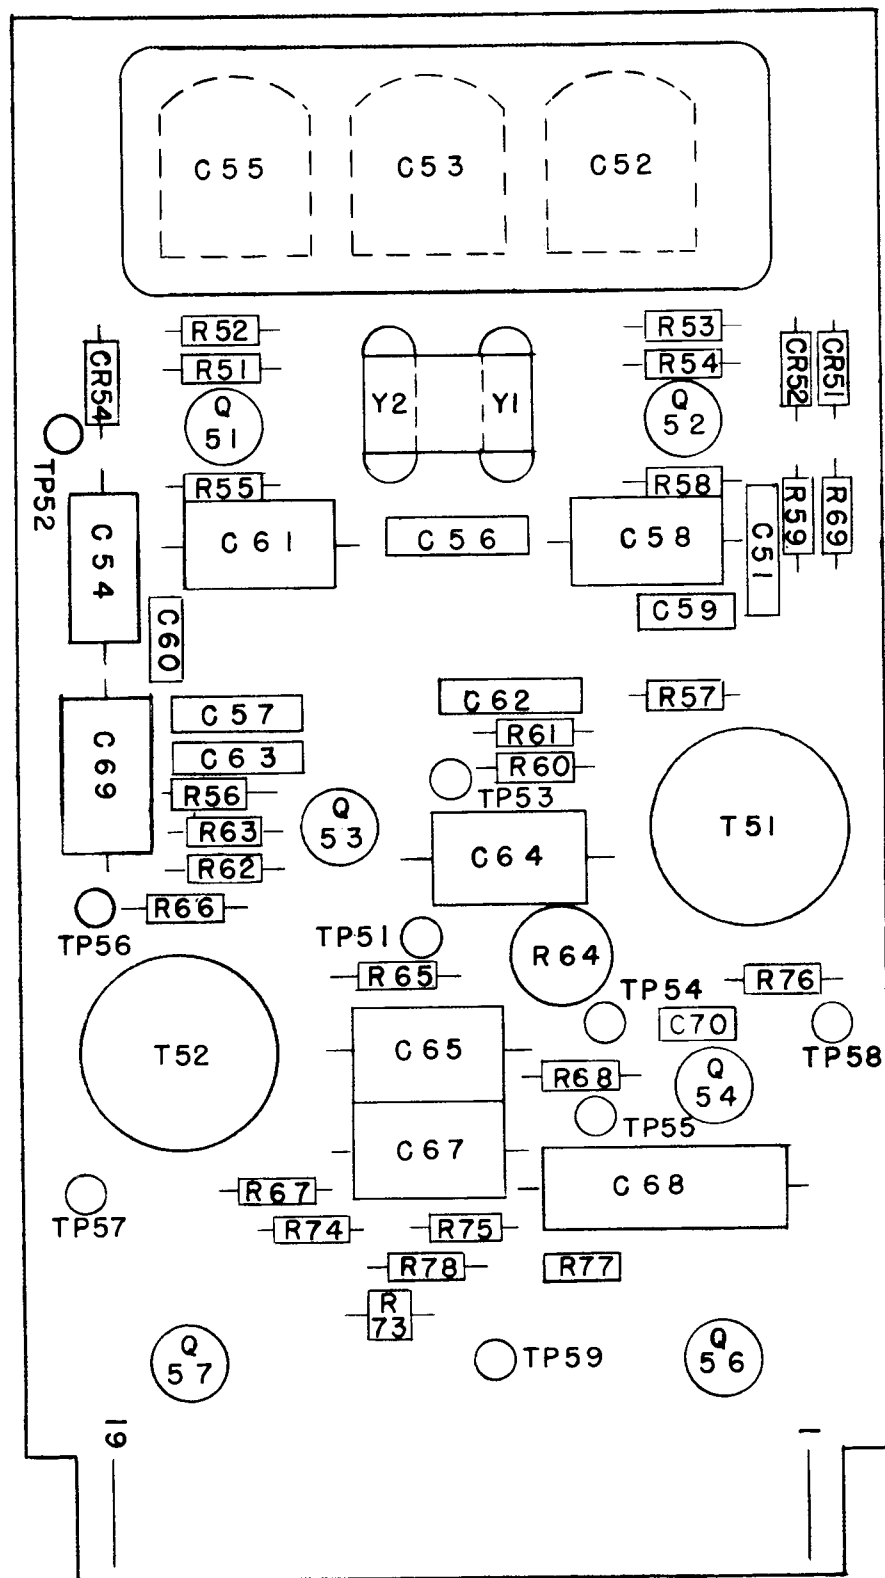 C55 C53 C52
R52 R53
R51 R54
CR54 CR52 CR51
Q
51
Y2 Y1
Q
52
TP52
R55 R58
R59 R69
C54 C61 C56 C58 C51
C60 C59
C57 C62 R57
C69 C63 R61
R56 R60
TP53
R63
Q
53
T51
R62 C64
R66
TP56 TP51 R64
R65 R76
TP54
C70
TP58
T52 C65
R68
Q
54
TP55
C67
R67 C68
TP57
R74 R75
R78 R77
R
73
Q
57
TP59
Q
56
19 1